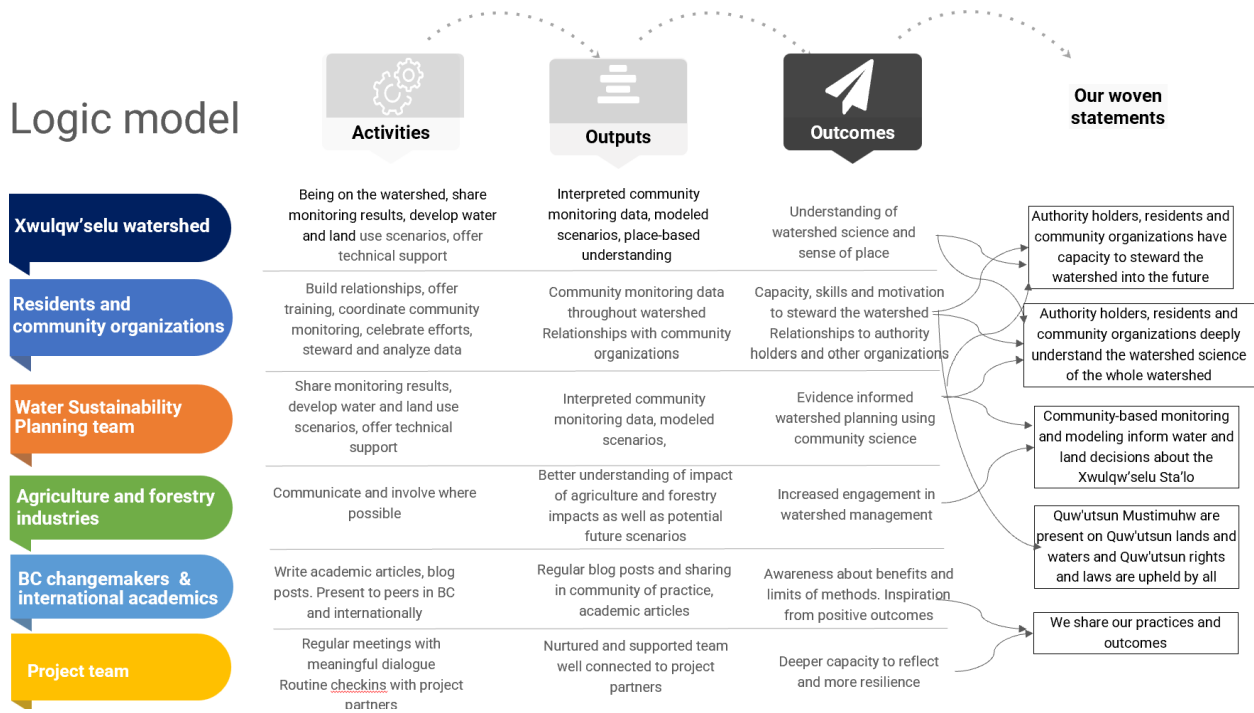 Logic model
Activities
Outputs
Outcomes
Our woven
statements
Xwulqw’selu watershed
Being on the watershed, share
monitoring results, develop water
and land use scenarios, offer
technical support
Interpreted community
monitoring data, modeled
scenarios, place-based
understanding
Understanding of
watershed science and
sense of place
Residents and
community organizations
Build relationships, offer
training, coordinate community
monitoring, celebrate efforts,
steward and analyze data
Community monitoring data
throughout watershed
Relationships with community
organizations
Capacity, skills and motivation
to steward the watershed
Relationships to authority
holders and other organizations
Water Sustainability
Planning team
Share monitoring results,
develop water and land use
scenarios, offer technical
support
Interpreted community
monitoring data, modeled
scenarios,
Evidence informed
watershed planning using
community science
Agriculture and forestry
industries
Communicate and involve where
possible
Better understanding of impact
of agriculture and forestry
impacts as well as potential
future scenarios
Increased engagement in
watershed management
BC changemakers &
international academics
Write academic articles, blog
posts. Present to peers in BC
and internationally
Regular blog posts and sharing
in community of practice,
academic articles
Awareness about benefits and
limits of methods. Inspiration
from positive outcomes
Project team
Regular meetings with
meaningful dialogue
Routine checkins with project
partners
Nurtured and supported team
well connected to project
partners
Deeper capacity to reflect
and more resilience
Authority holders, residents and
community organizations have
capacity to steward the
watershed into the future
Authority holders, residents and
community organizations deeply
understand the watershed science
of the whole watershed
Community-based monitoring
and modeling inform water and
land decisions about the
Xwulqw’selu Sta’lo
Quw'utsun Mustimuhw are
present on Quw'utsun lands and
waters and Quw'utsun rights
and laws are upheld by all
We share our practices and
outcomes